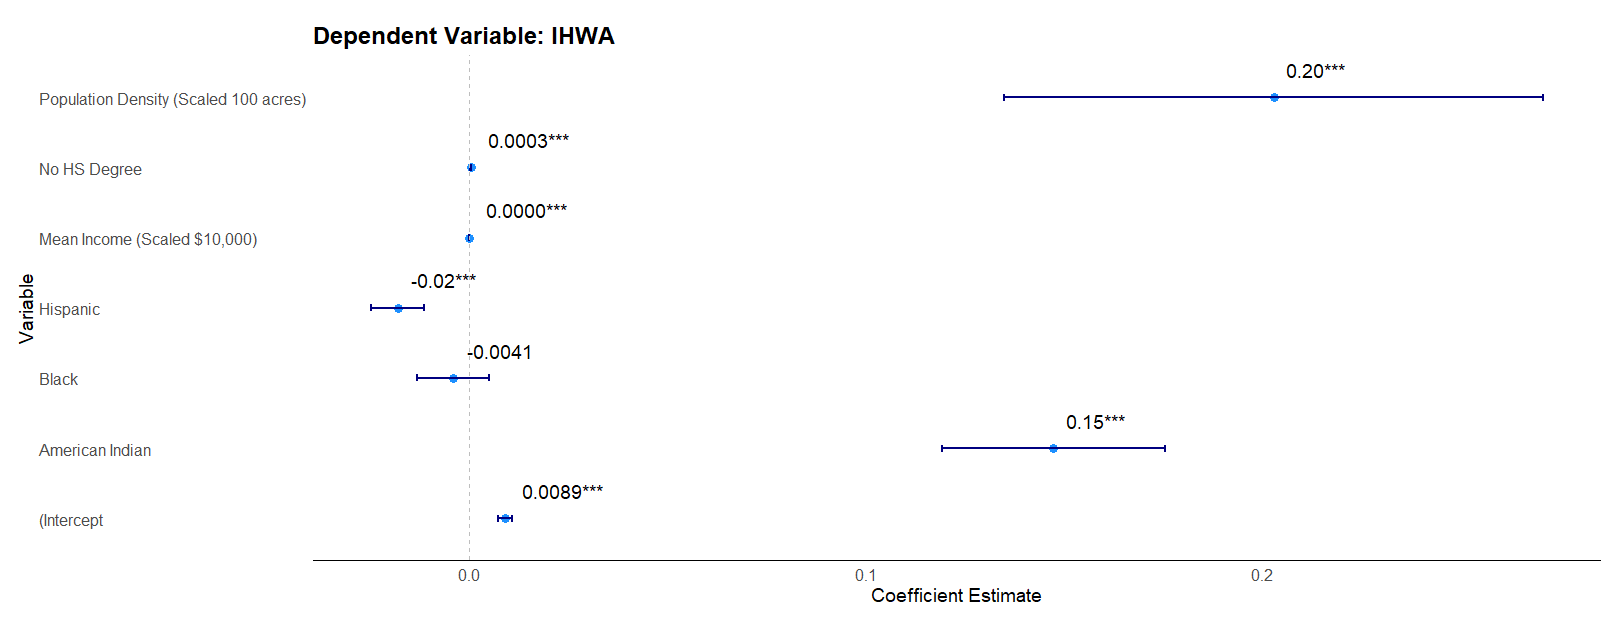 Dependent Variable: IHWA
Population Density (Scaled 100 acres)
0.20***
No HS Degree
0.0003***
Mean Income (Scaled $10,000)
0.0000***
Hispanic
-0.02***
Black
-0.0041
American Indian
0.15***
(Intercept
0.0089***
Variable
0.0
0.1
0.2
Coefficient Estimate